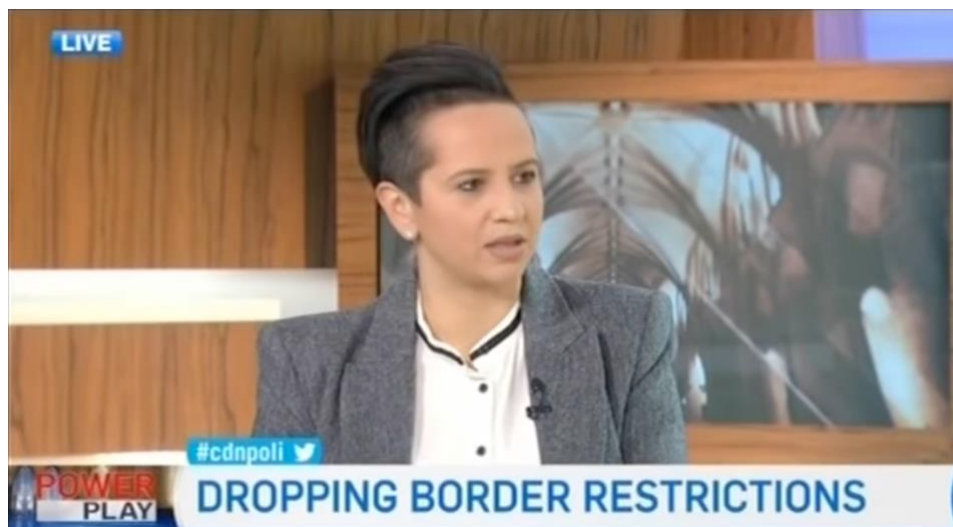 LIVE
#cdnpoli
POWER
PLAY
DROPPING BORDER RESTRICTIONS